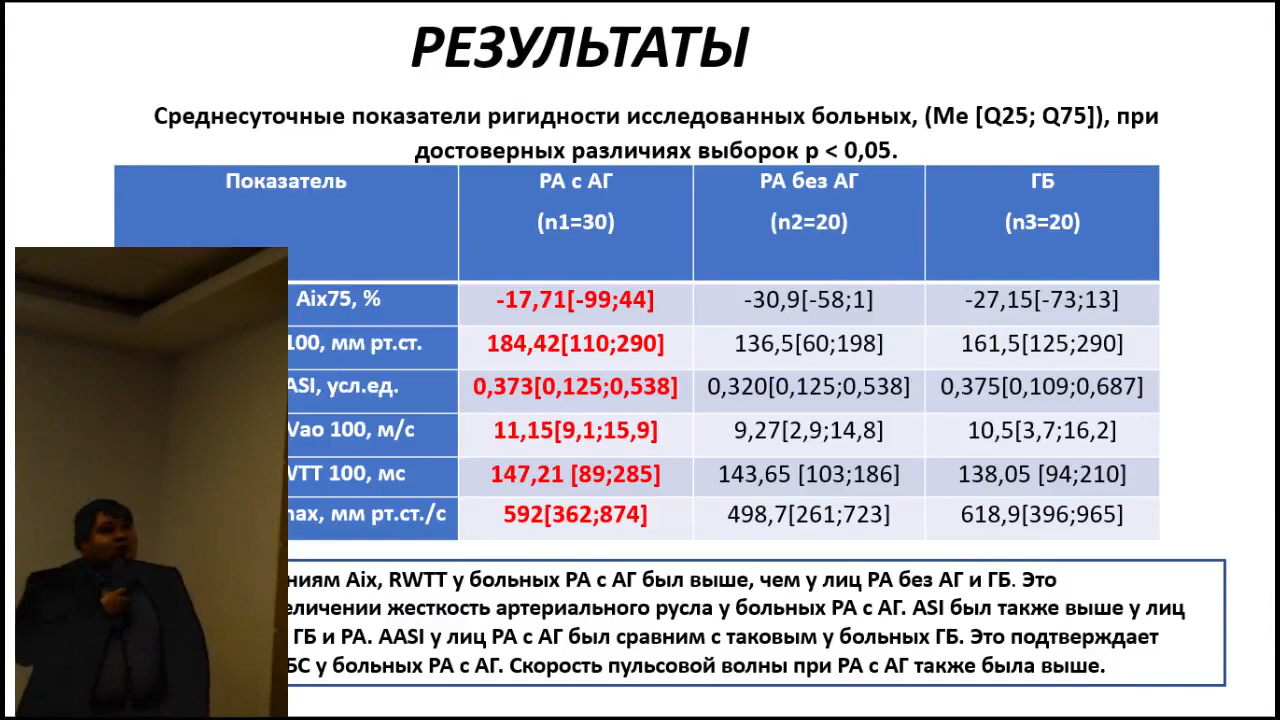 РЕЗУЛЬТАТЫ
Среднесуточные показатели ригидности исследованных больных, (Me [Q25; Q75]), при
достоверных различиях выборок p < 0,05.
Показатель РА с АГ (n1=30) РА без АГ (n2=20) ГБ (n3=20)
Aix75, % -17,71[-99;44] -30,9[-58;1] -27,15[-73;13]
100, мм рт.ст. 184,42[110;290] 136,5[60;198] 161,5[125;290]
ASI, усл.ед. 0,373[0,125;0,538] 0,320[0,125;0,538] 0,375[0,109;0,687]
Vao 100, м/с 11,15[9,1;15,9] 9,27[2,9;14,8] 10,5[3,7;16,2]
WTT 100, мс 147,21 [89;285] 143,65 [103;186] 138,05 [94;210]
max, мм рт.ст./с 592[362;874] 498,7[261;723] 618,9[396;965]
Aix, RWTT у больных РА с АГ был выше, чем у лиц РА без АГ и ГБ. Это
жесткость артериального русла у больных РА с АГ. ASI был также выше у лиц
ГБ и РА. AASI у лиц РА с АГ был сравним с таковым у больных ГБ. Это подтверждает
у больных РА с АГ. Скорость пульсовой волны при РА с АГ также была выше.